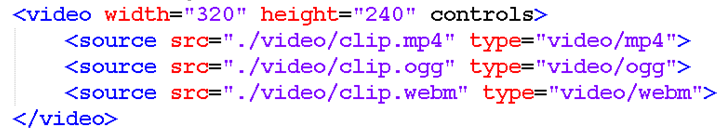 <video width="320" height="240" controls>
<source src="./video/clip.mp4" type="video/mp4">
<source src="./video/clip.ogg" type="video/ogg">
<source src="./video/clip.webm" type="video/webm">
</video>